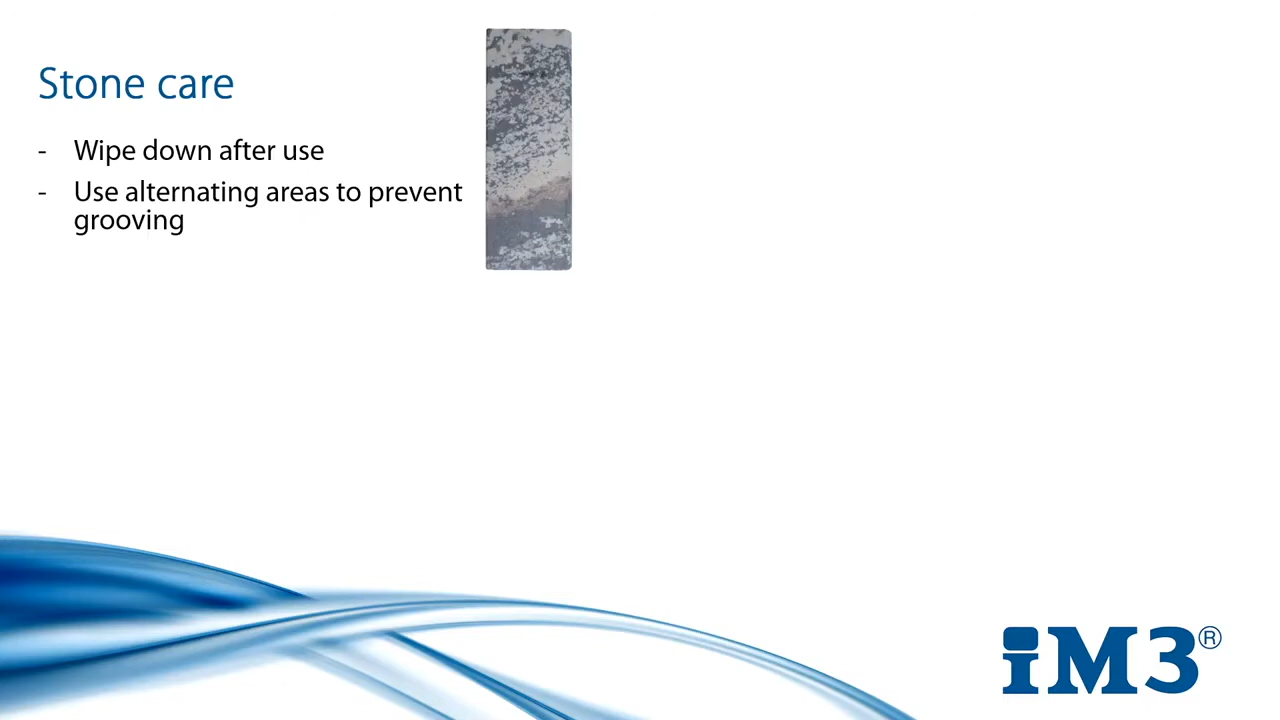 Stone care
- Wipe down after use
- Use alternating areas to prevent
grooving
iM3®